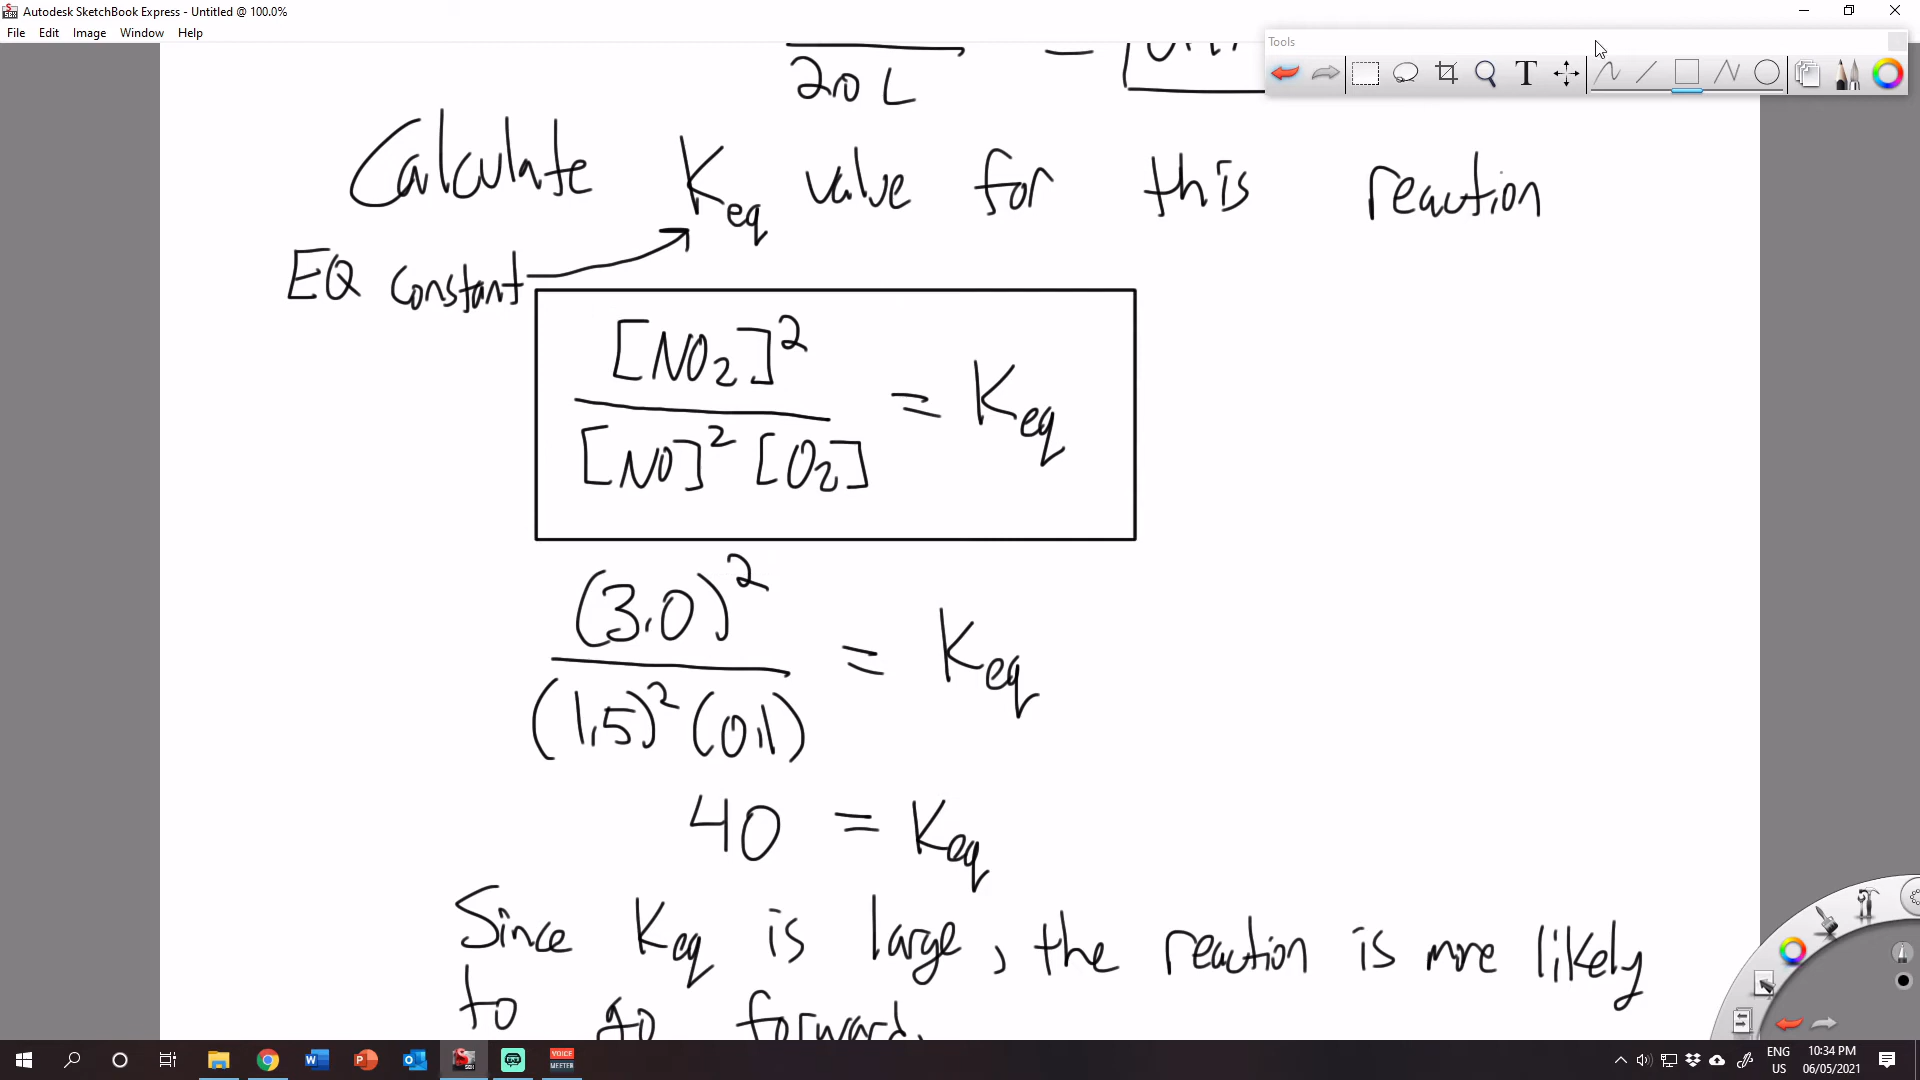 Autodesk SketchBook Express - Untitled @ 100.0%
File Edit Image Window Help
Tools
T
20 L =
Calculate Keq value for this reaction
EQ constant
[NO2]²
= Keq
[NO]² [O2]
(3.0)²
= Keq
(1.5)² (0.1)
40 = Keq
Since Keq is large, the reaction is more likely
to go forward.
VOICE
MEETER
ENG
US
10:34 PM
06/05/2021